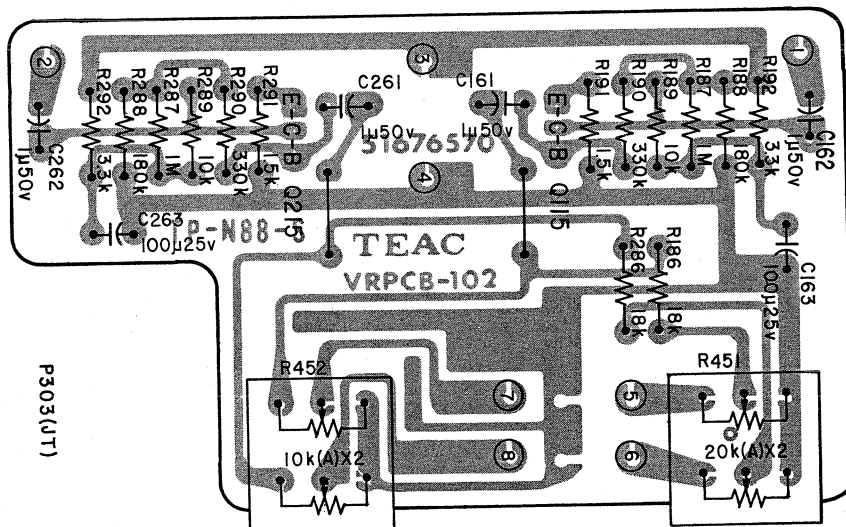 2
3
1
R292
R288
R287
R289
R290
R291
C261
C161
R191
R190
R189
R187
R188
R192
E-C-B
1μ50v
1μ50v
E-C-B
51676570
C262
1μ50v
3.3k
180k
1M
10k
330k
1.5k
4
1.5k
330k
10k
1M
180k
3.3k
C162
1μ50v
Q215
Q115
C263
100μ25v
TP-N88-6
TEAC
VRPCB-102
R286
R186
18k
18k
C163
100μ25v
P303(JT)
R452
7
5
R451
8
6
10k(A)X2
20k(A)X2